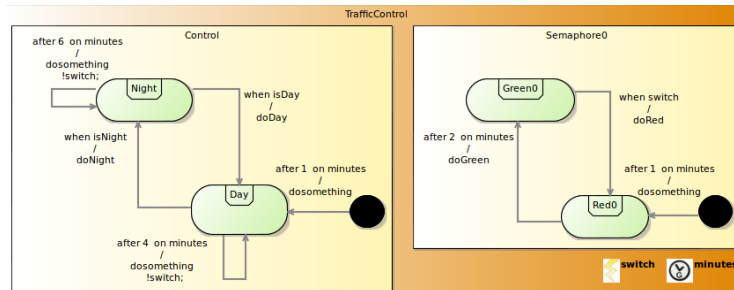 TrafficControl
Control
after 6 on minutes
/
dosomething
!switch;
Night
when isDay
/
doDay
when isNight
/
doNight
after 1 on minutes
/
dosomething
Day
after 4 on minutes
/
dosomething
!switch;
Semaphore0
Green0
when switch
/
doRed
after 2 on minutes
/
doGreen
after 1 on minutes
/
dosomething
Red0
switch
G
minutes